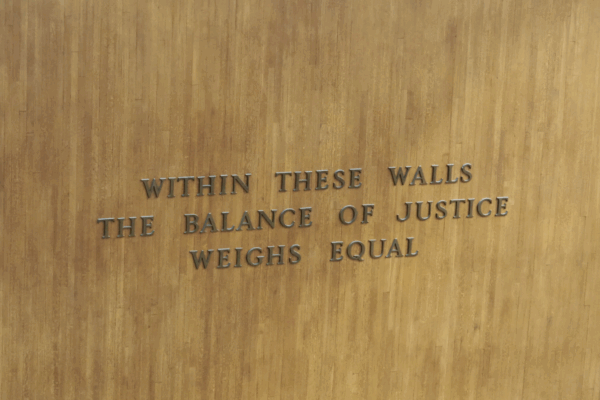 WITHIN THESE WALLS
THE BALANCE OF JUSTICE
WEIGHS EQUAL